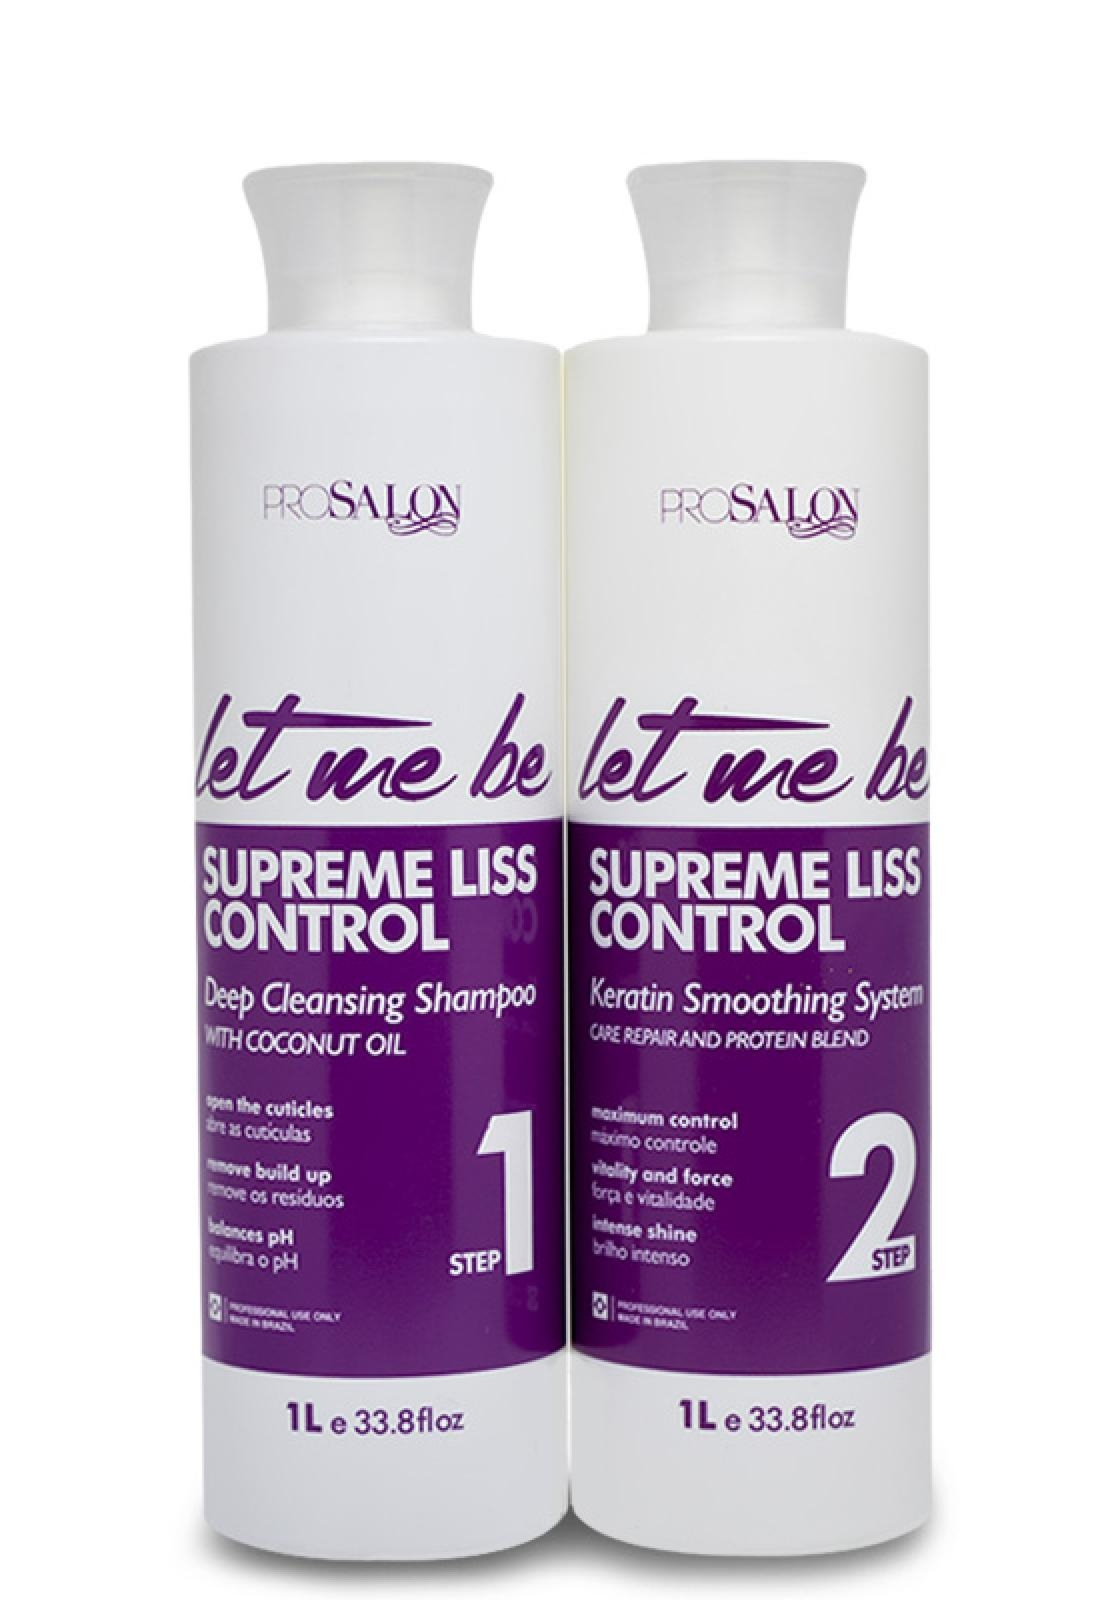 PROSALON
let me be
SUPREME LISS
CONTROL
Deep Cleansing Shampoo
WITH COCONUT OIL
open the cuticles
abre as cutículas
remove build up
remove os resíduos
balances pH
equilibra o pH
STEP 1
PROFESSIONAL USE ONLY
MADE IN BRAZIL
1L e 33.8floz
PROSALON
let me be
SUPREME LISS
CONTROL
Keratin Smoothing System
CARE REPAIR AND PROTEIN BLEND
maximum control
máximo controle
vitality and force
força e vitalidade
intense shine
brilho intenso
2 STEP
PROFESSIONAL USE ONLY
MADE IN BRAZIL
1L e 33.8floz